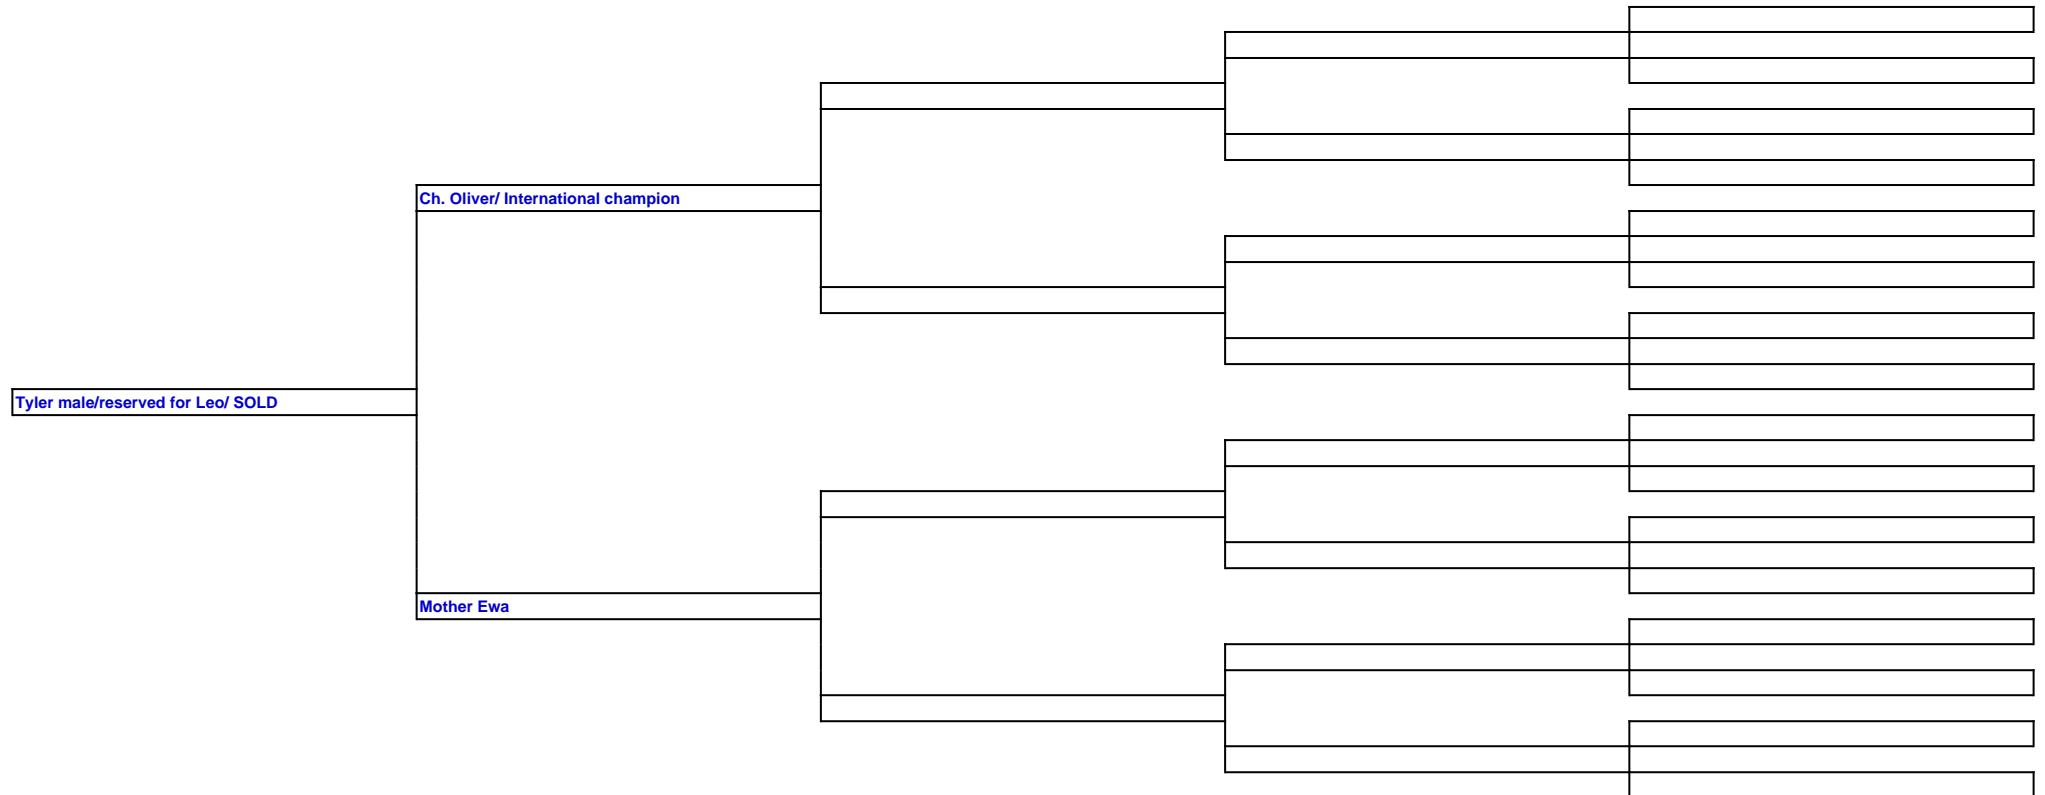 Ch. Oliver/ International champion
Tyler male/reserved for Leo/ SOLD
Mother Ewa